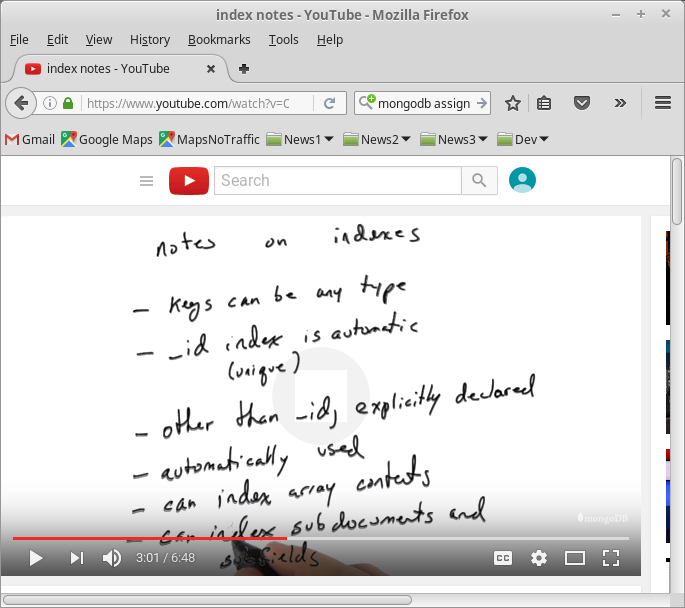 index notes - YouTube - Mozilla Firefox
File Edit View History Bookmarks Tools Help
index notes - YouTube
https://www.youtube.com/watch?v=C
mongodb assign
Gmail Google Maps MapsNoTraffic News1 News2 News3 Dev
Search
notes on indexes
– keys can be any type
– _id index is automatic
(unique)
– other than _id, explicitly declared
– automatically used
– can index array contents
– can index subdocuments and
subfields
mongoDB
3:01 / 6:48
CC